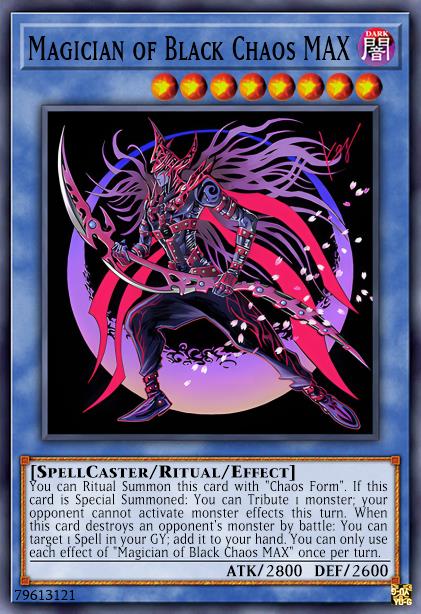 Magician of Black Chaos MAX
DARK
闇
[SpellCaster/Ritual/Effect]
You can Ritual Summon this card with "Chaos Form". If this
card is Special Summoned: You can Tribute 1 monster; your
opponent cannot activate monster effects this turn. When
this card destroys an opponent's monster by battle: You can
target 1 Spell in your GY; add it to your hand. You can only use
each effect of "Magician of Black Chaos MAX" once per turn.
ATK/2800 DEF/2600
79613121